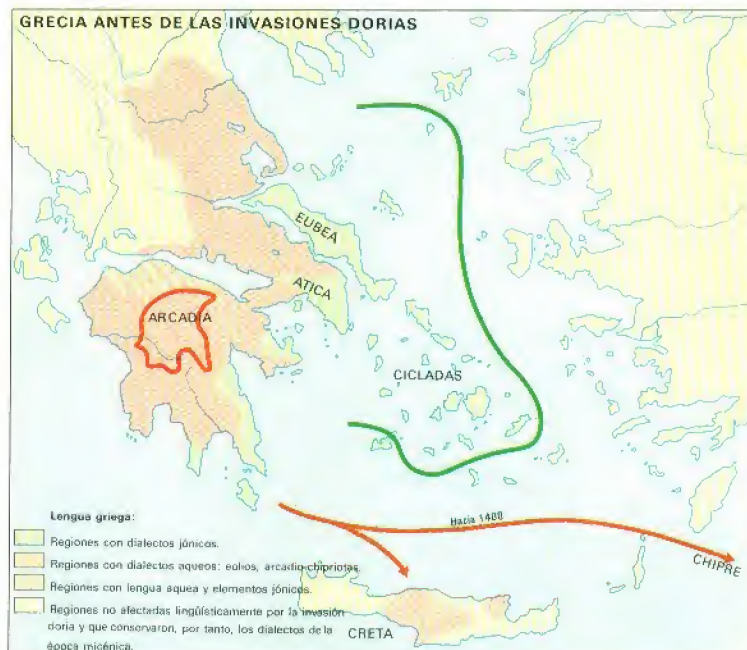 GRECIA ANTES DE LAS INVASIONES DORIAS
EUBEA
ATICA
ARCADIA
CICLADAS
Hacia 1400
CHIPRE
CRETA
Lengua griega:
Regiones con dialectos jónicos.
Regiones con dialectos aqueos: eolios, arcadio-chipriotas.
Regiones con lengua aquea y elementos jónicos.
Regiones no afectadas lingüísticamente por la invasión
doria y que conservaron, por tanto, los dialectos de la
época micénica.